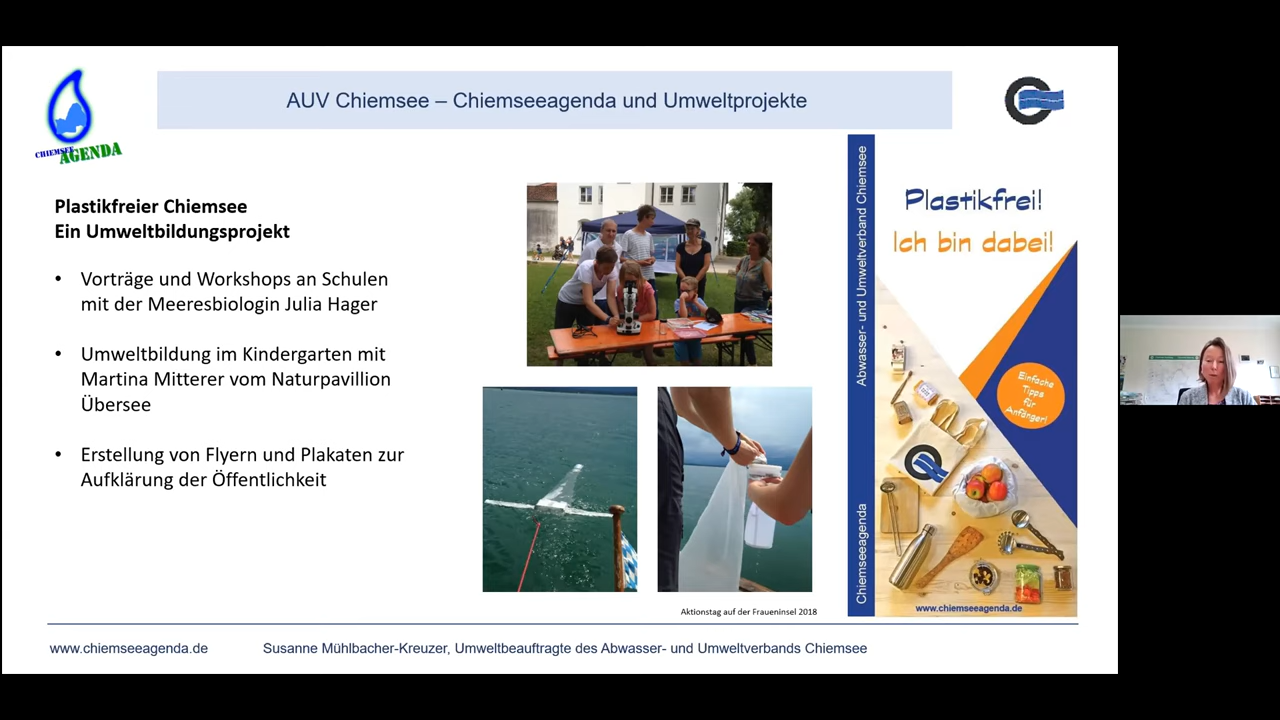 AUV Chiemsee – Chiemseeagenda und Umweltprojekte
CHIEMSEE
AGENDA
Plastikfreier Chiemsee
Ein Umweltbildungsprojekt
• Vorträge und Workshops an Schulen
mit der Meeresbiologin Julia Hager
• Umweltbildung im Kindergarten mit
Martina Mitterer vom Naturpavillion
Übersee
• Erstellung von Flyern und Plakaten zur
Aufklärung der Öffentlichkeit
Aktionstag auf der Fraueninsel 2018
Abwasser- und Umweltverband Chiemsee
Chiemseeagenda
Plastikfrei!
Ich bin dabei!
Einfache
Tipps
für
Anfänger!
www.chiemseeagenda.de
www.chiemseeagenda.de
Susanne Mühlbacher-Kreuzer, Umweltbeauftragte des Abwasser- und Umweltverbands Chiemsee